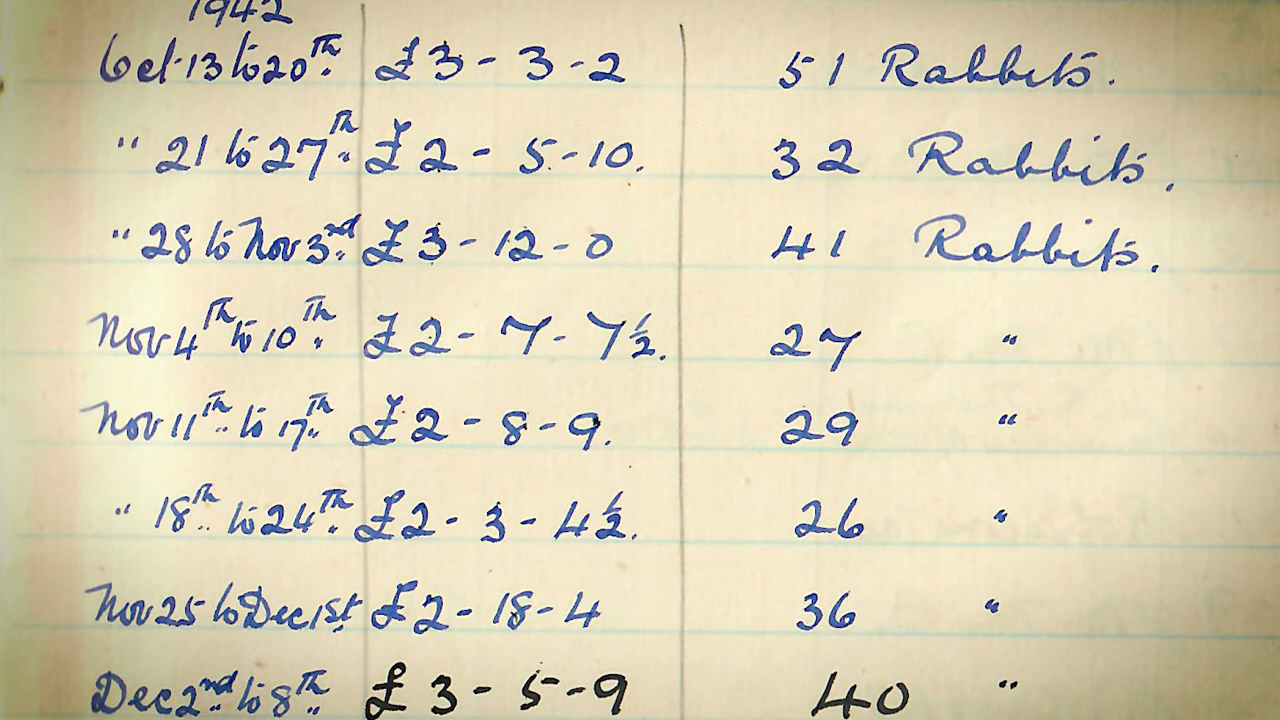 1942
Oct. 13 to 20th. £3-3-2 51 Rabbits.
" 21 to 27th. £2-5-10. 32 Rabbits.
" 28 to Nov 3rd. £3-12-0 41 Rabbits.
Nov 4th to 10th. £2-7-7½. 27 "
Nov 11th.. to 17th.. £2-8-9. 29 "
" 18th.. to 24th.. £2-3-4½. 26 "
Nov 25 to Dec 1st. £2-18-4 36 "
Dec 2nd.. to 8th.. £3-5-9 40 "